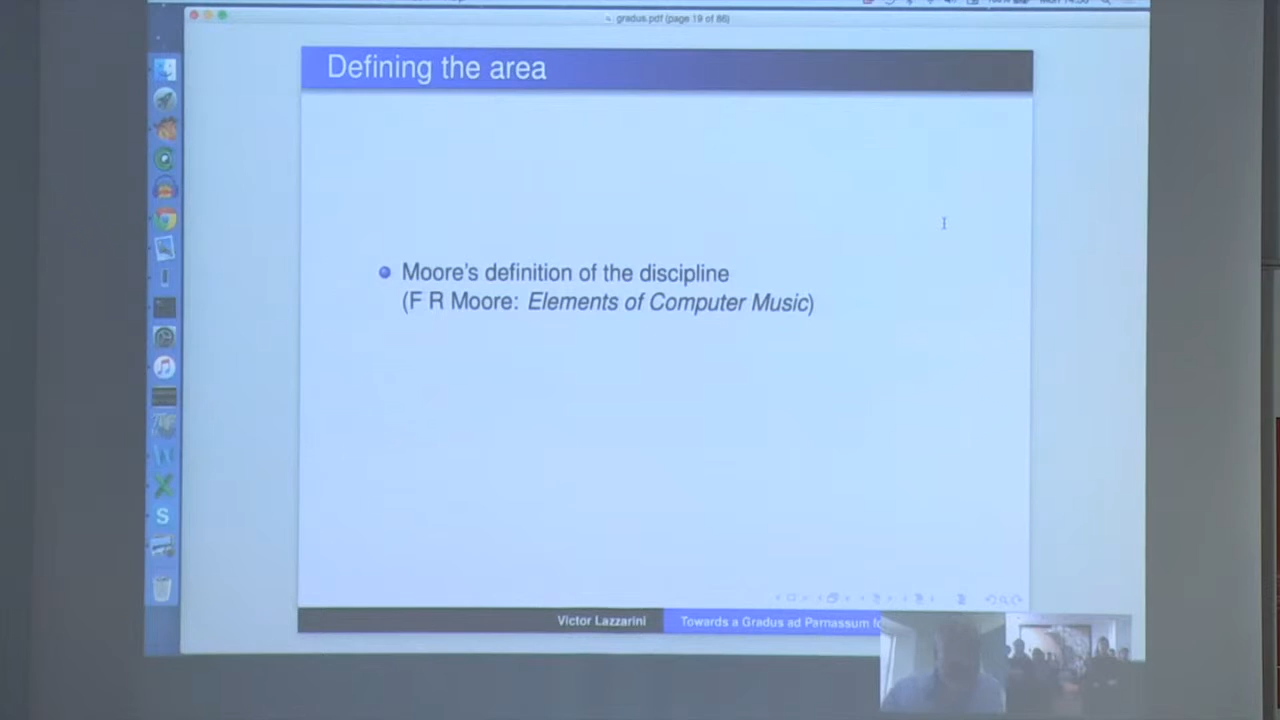 gradus.pdf (page 19 of 86)
Defining the area
Moore's definition of the discipline
(F R Moore: Elements of Computer Music)
S
Victor Lazzarini
Towards a Gradus ad Parnassum